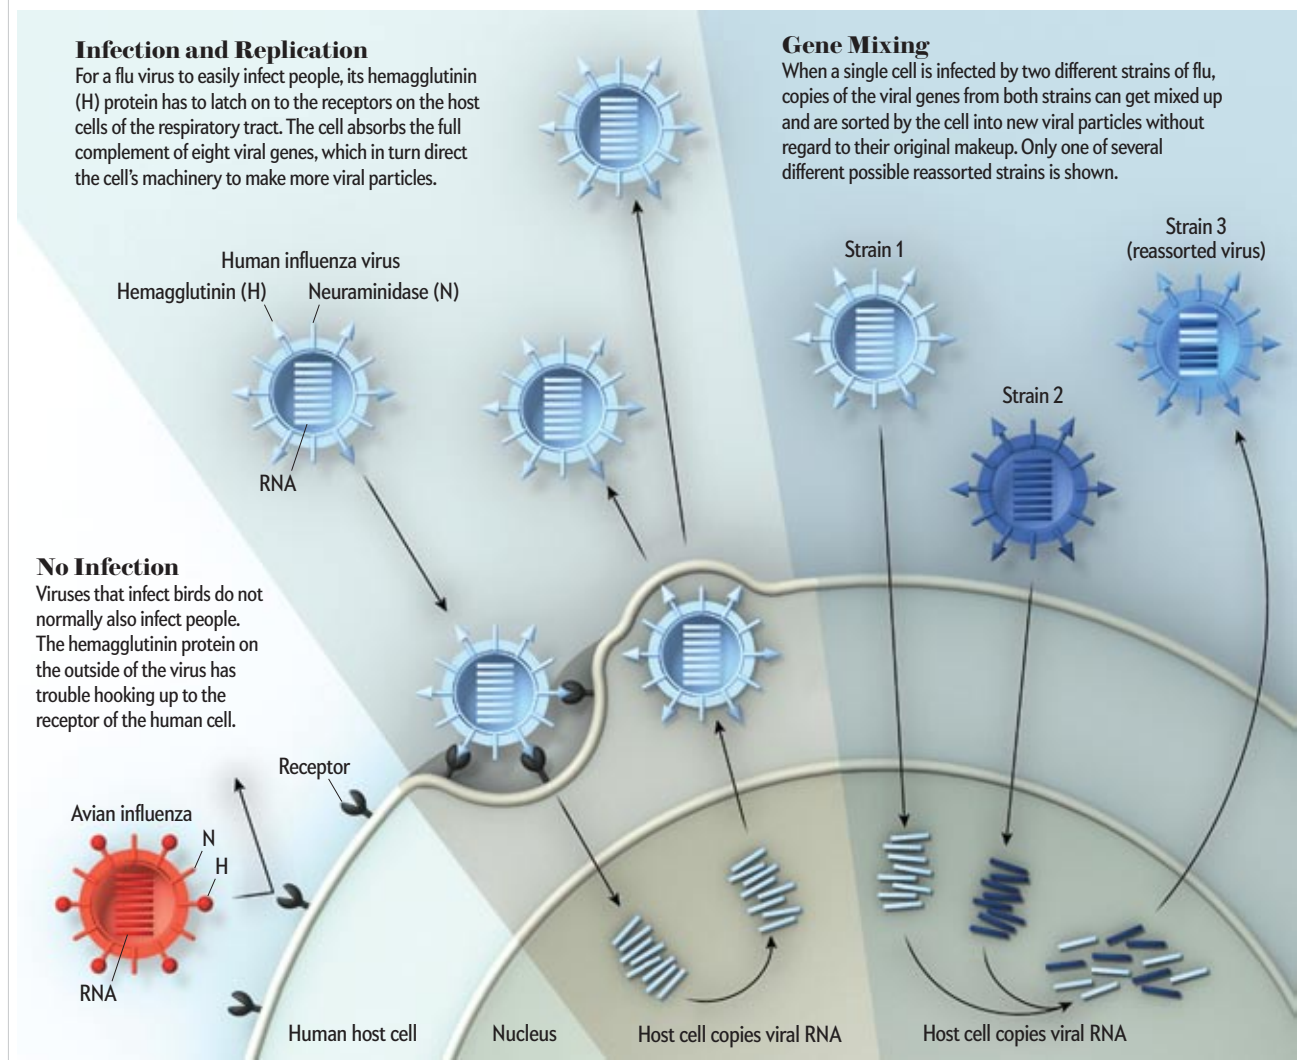 Infection and Replication
For a flu virus to easily infect people, its hemagglutinin
(H) protein has to latch on to the receptors on the host
cells of the respiratory tract. The cell absorbs the full
complement of eight viral genes, which in turn direct
the cell's machinery to make more viral particles.
Human influenza virus
Hemagglutinin (H)
Neuraminidase (N)
RNA
Gene Mixing
When a single cell is infected by two different strains of flu,
copies of the viral genes from both strains can get mixed up
and are sorted by the cell into new viral particles without
regard to their original makeup. Only one of several
different possible reassorted strains is shown.
Strain 1
Strain 2
Strain 3
(reassorted virus)
No Infection
Viruses that infect birds do not
normally also infect people.
The hemagglutinin protein on
the outside of the virus has
trouble hooking up to the
receptor of the human cell.
Receptor
Avian influenza
N
H
RNA
Human host cell
Nucleus
Host cell copies viral RNA
Host cell copies viral RNA